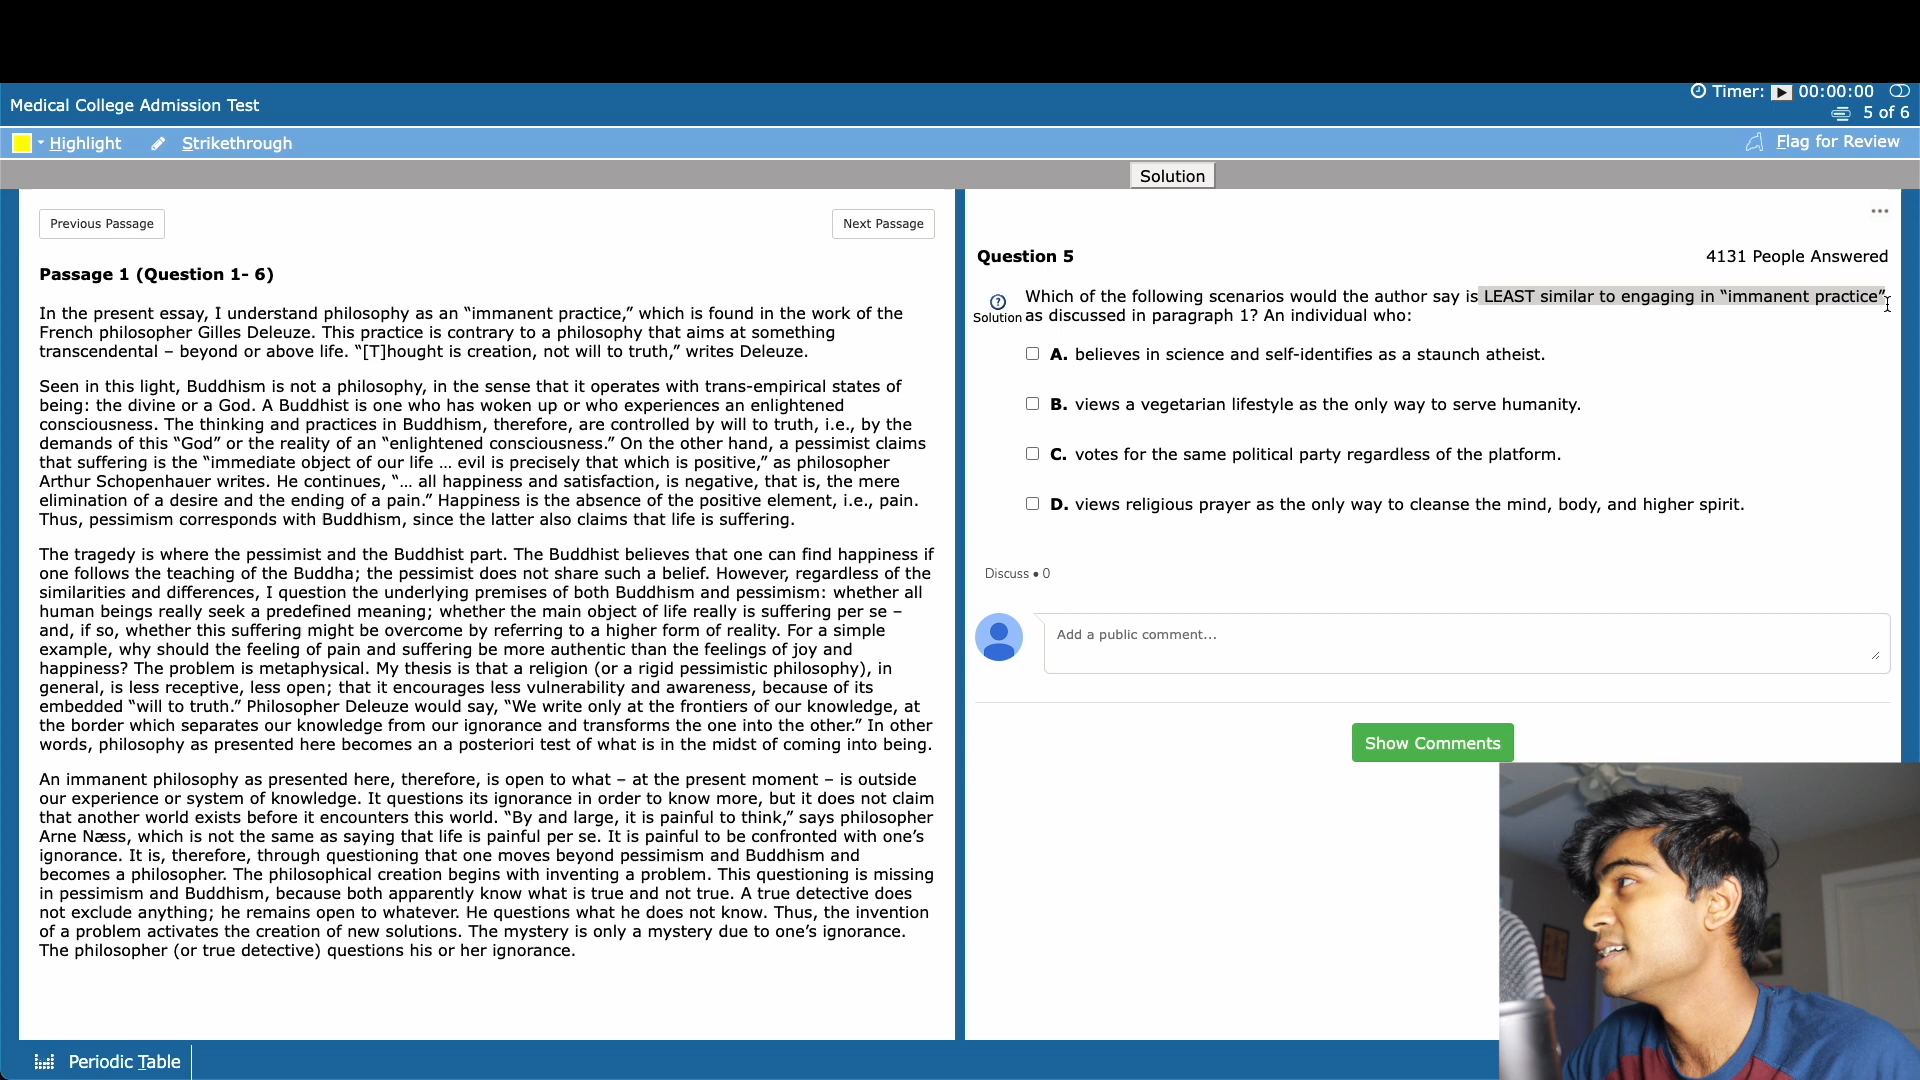 Medical College Admission Test
Timer: 00:00:00
5 of 6
Highlight
Strikethrough
Flag for Review
Solution
Previous Passage
Next Passage
Passage 1 (Question 1- 6)
In the present essay, I understand philosophy as an “immanent practice,” which is found in the work of the
French philosopher Gilles Deleuze. This practice is contrary to a philosophy that aims at something
transcendental – beyond or above life. “[T]hought is creation, not will to truth,” writes Deleuze.
Seen in this light, Buddhism is not a philosophy, in the sense that it operates with trans-empirical states of
being: the divine or a God. A Buddhist is one who has woken up or who experiences an enlightened
consciousness. The thinking and practices in Buddhism, therefore, are controlled by will to truth, i.e., by the
demands of this “God” or the reality of an “enlightened consciousness.” On the other hand, a pessimist claims
that suffering is the “immediate object of our life … evil is precisely that which is positive,” as philosopher
Arthur Schopenhauer writes. He continues, “… all happiness and satisfaction, is negative, that is, the mere
elimination of a desire and the ending of a pain.” Happiness is the absence of the positive element, i.e., pain.
Thus, pessimism corresponds with Buddhism, since the latter also claims that life is suffering.
The tragedy is where the pessimist and the Buddhist part. The Buddhist believes that one can find happiness if
one follows the teaching of the Buddha; the pessimist does not share such a belief. However, regardless of the
similarities and differences, I question the underlying premises of both Buddhism and pessimism: whether all
human beings really seek a predefined meaning; whether the main object of life really is suffering per se –
and, if so, whether this suffering might be overcome by referring to a higher form of reality. For a simple
example, why should the feeling of pain and suffering be more authentic than the feelings of joy and
happiness? The problem is metaphysical. My thesis is that a religion (or a rigid pessimistic philosophy), in
general, is less receptive, less open; that it encourages less vulnerability and awareness, because of its
embedded “will to truth.” Philosopher Deleuze would say, “We write only at the frontiers of our knowledge, at
the border which separates our knowledge from our ignorance and transforms the one into the other.” In other
words, philosophy as presented here becomes an a posteriori test of what is in the midst of coming into being.
An immanent philosophy as presented here, therefore, is open to what – at the present moment – is outside
our experience or system of knowledge. It questions its ignorance in order to know more, but it does not claim
that another world exists before it encounters this world. “By and large, it is painful to think,” says philosopher
Arne Næss, which is not the same as saying that life is painful per se. It is painful to be confronted with one’s
ignorance. It is, therefore, through questioning that one moves beyond pessimism and Buddhism and
becomes a philosopher. The philosophical creation begins with inventing a problem. This questioning is missing
in pessimism and Buddhism, because both apparently know what is true and not true. A true detective does
not exclude anything; he remains open to whatever. He questions what he does not know. Thus, the invention
of a problem activates the creation of new solutions. The mystery is only a mystery due to one’s ignorance.
The philosopher (or true detective) questions his or her ignorance.
Question 5
4131 People Answered
Which of the following scenarios would the author say is LEAST similar to engaging in “immanent practice”,
Solution
as discussed in paragraph 1? An individual who:
A. believes in science and self-identifies as a staunch atheist.
B. views a vegetarian lifestyle as the only way to serve humanity.
C. votes for the same political party regardless of the platform.
D. views religious prayer as the only way to cleanse the mind, body, and higher spirit.
Discuss • 0
Add a public comment...
Show Comments
Periodic Table